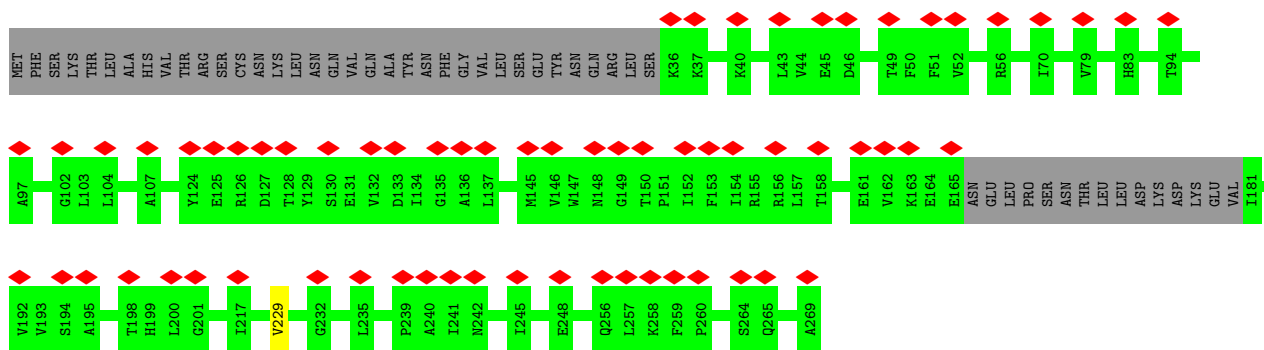 MET PHE SER LYS THR LEU ALA HIS VAL THR ARG SER CYS ASN LYS LEU ASN GLN VAL GLN ALA TYR ASN PHE GLY VAL LEU SER GLU TYR ASN GLN ARG LEU SER K36 K37 K40 L43 V44 E45 D46 T49 F50 F51 V52 R56 I70 V79 H83 T94
A97 G102 L103 L104 A107 Y124 E125 R126 D127 T128 Y129 S130 E131 V132 D133 I134 G135 A136 L137 M145 V146 W147 N148 G149 T150 P151 I152 F153 I154 R155 R156 L157 T158 E161 V162 K163 E164 E165 ASN GLU LEU PRO SER ASN THR LEU LEU ASP LYS ASP LYS GLU VAL I181
V192 V193 S194 A195 T198 H199 L200 G201 I217 V229 G232 L235 P239 A240 I241 N242 I245 E248 Q256 L257 K258 F259 P260 S264 Q265 A269